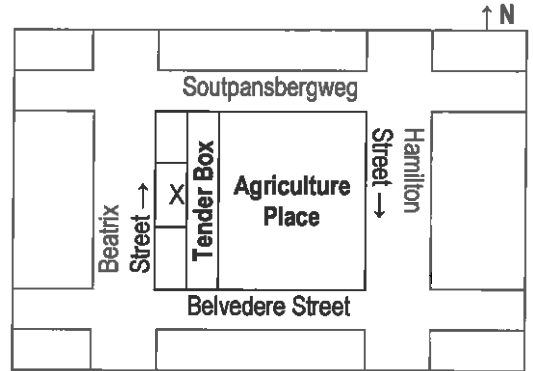 ↑ N
Soutpansbergweg
Beatrix
Street →
X
Tender Box
Agriculture
Place
Hamilton
Street →
Belvedere Street